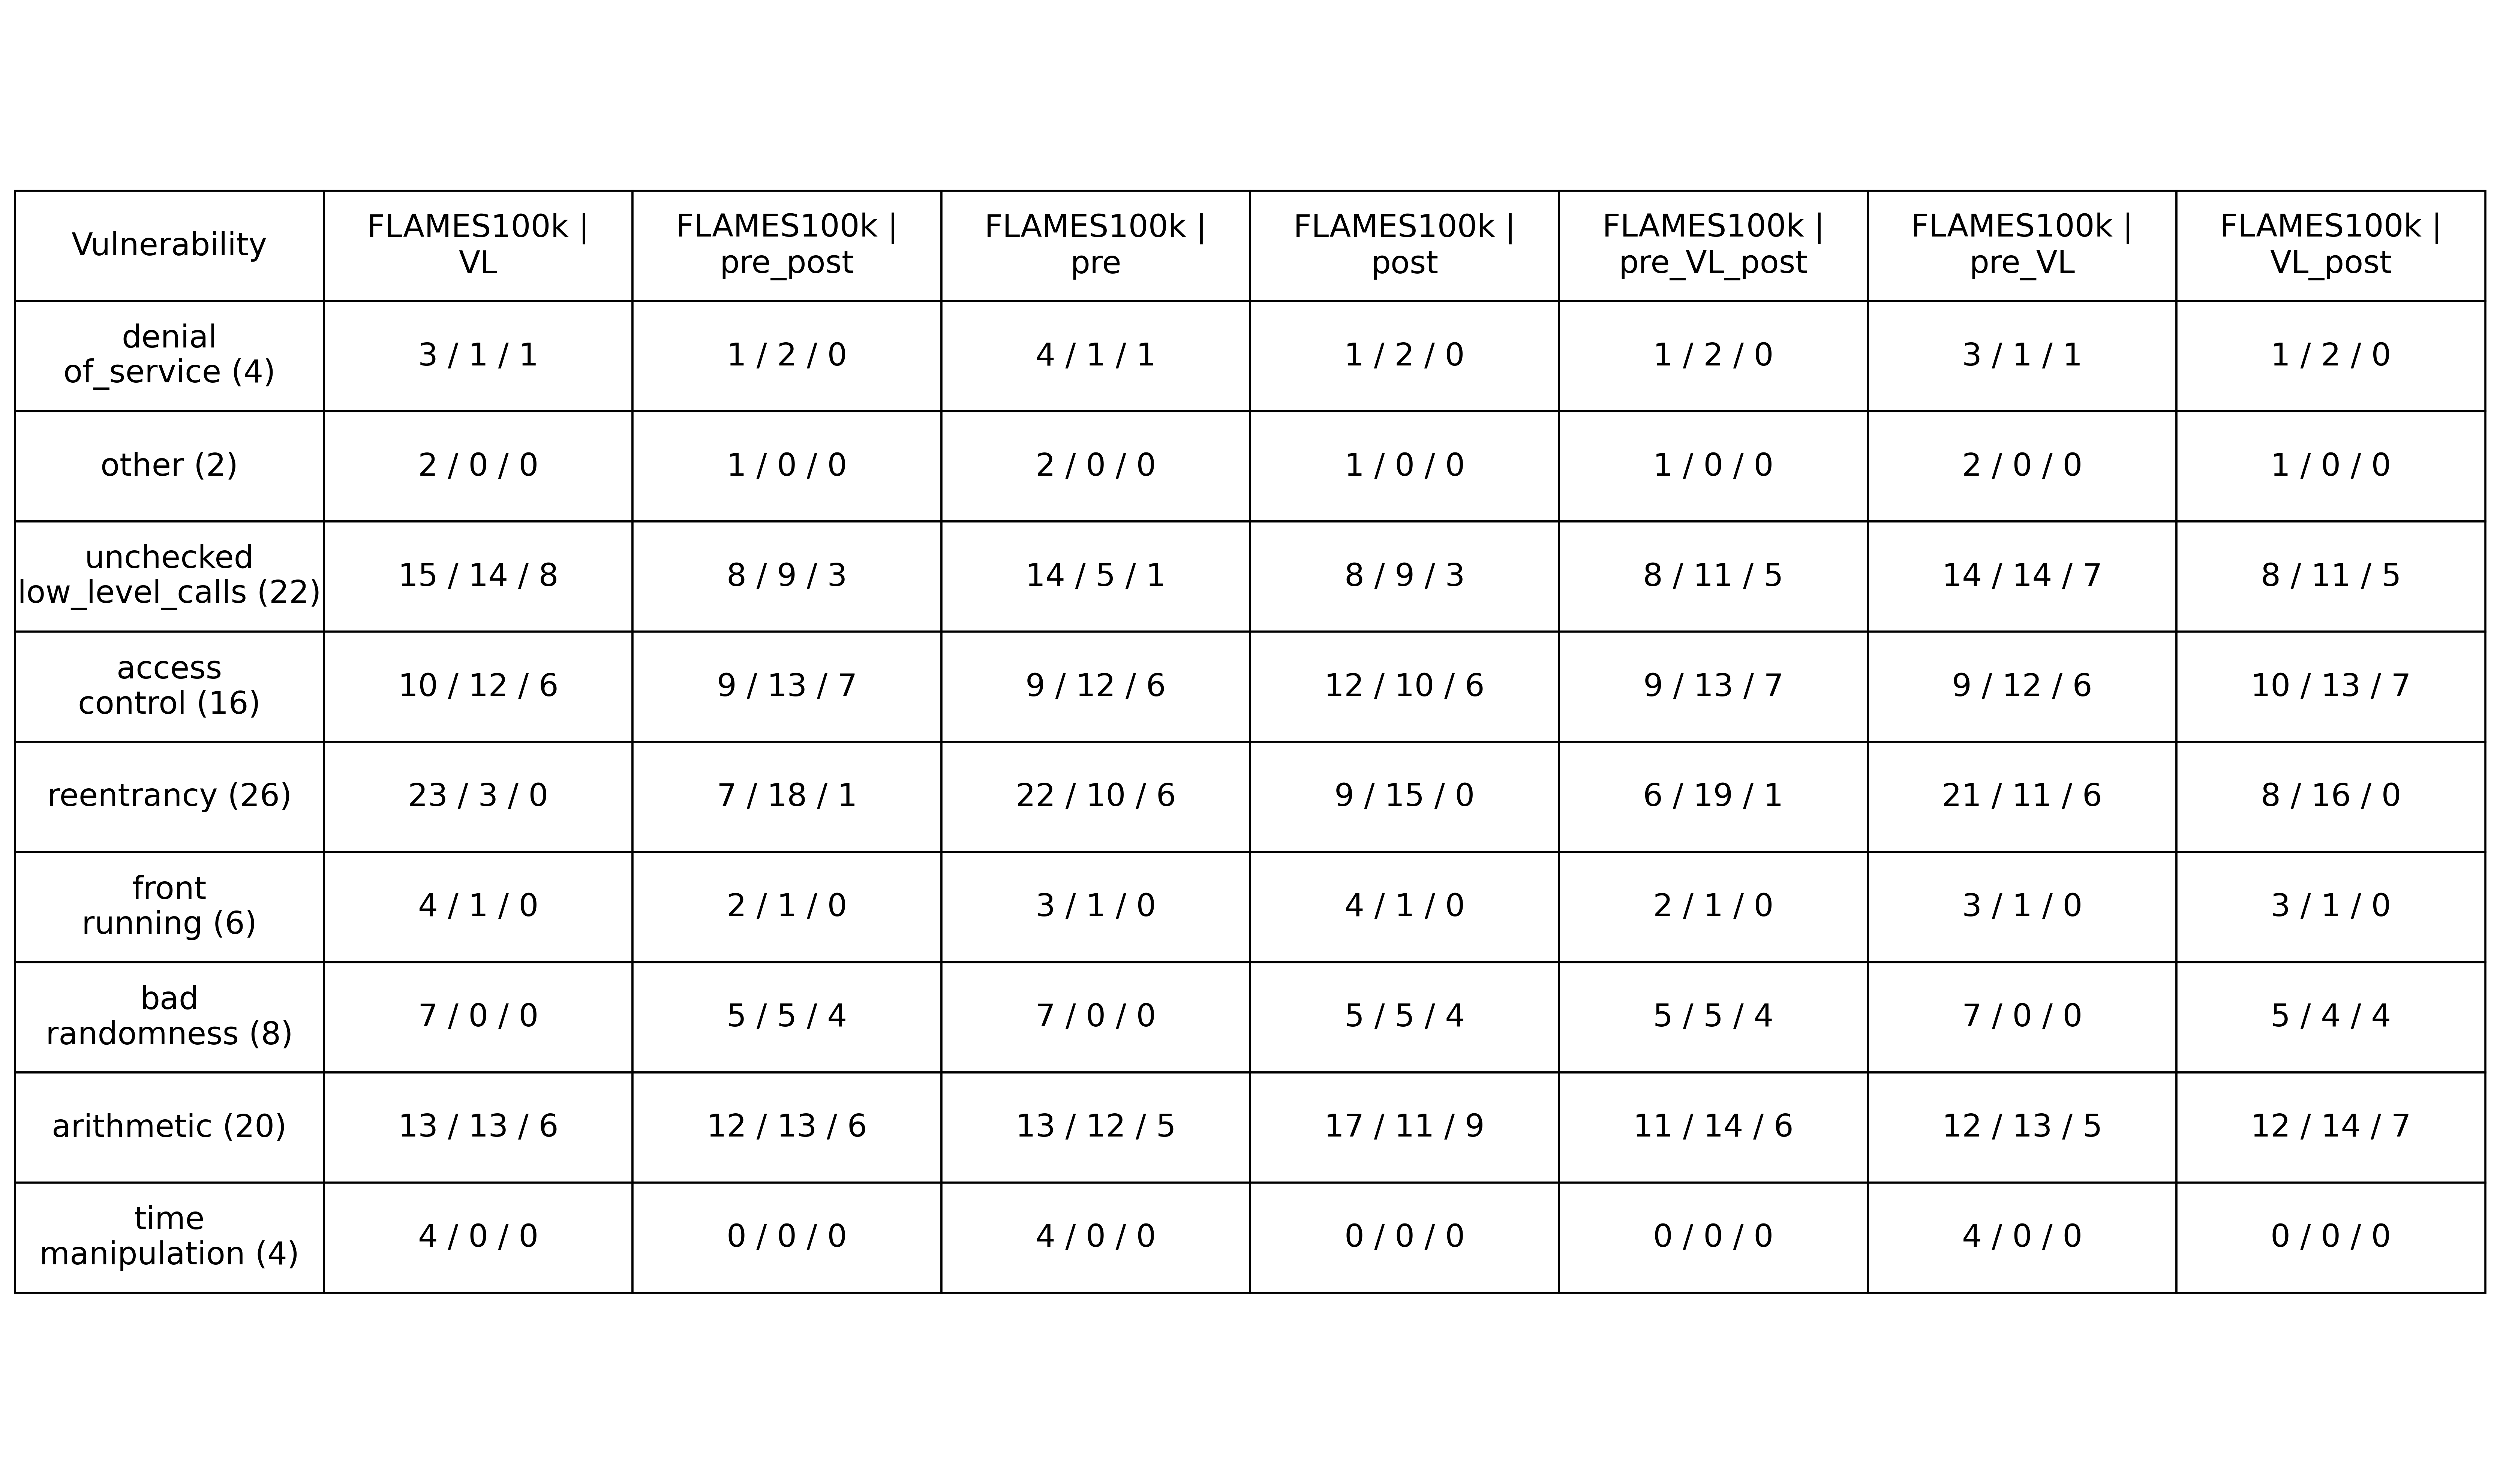 Vulnerability
FLAMES100k |
VL
FLAMES100k |
pre_post
FLAMES100k |
pre
FLAMES100k |
post
FLAMES100k |
pre_VL_post
FLAMES100k |
pre_VL
FLAMES100k |
VL_post
denial
of_service (4)
3 / 1 / 1
1 / 2 / 0
4 / 1 / 1
1 / 2 / 0
1 / 2 / 0
3 / 1 / 1
1 / 2 / 0
other (2)
2 / 0 / 0
1 / 0 / 0
2 / 0 / 0
1 / 0 / 0
1 / 0 / 0
2 / 0 / 0
1 / 0 / 0
unchecked
low_level_calls (22)
15 / 14 / 8
8 / 9 / 3
14 / 5 / 1
8 / 9 / 3
8 / 11 / 5
14 / 14 / 7
8 / 11 / 5
access
control (16)
10 / 12 / 6
9 / 13 / 7
9 / 12 / 6
12 / 10 / 6
9 / 13 / 7
9 / 12 / 6
10 / 13 / 7
reentrancy (26)
23 / 3 / 0
7 / 18 / 1
22 / 10 / 6
9 / 15 / 0
6 / 19 / 1
21 / 11 / 6
8 / 16 / 0
front
running (6)
4 / 1 / 0
2 / 1 / 0
3 / 1 / 0
4 / 1 / 0
2 / 1 / 0
3 / 1 / 0
3 / 1 / 0
bad
randomness (8)
7 / 0 / 0
5 / 5 / 4
7 / 0 / 0
5 / 5 / 4
5 / 5 / 4
7 / 0 / 0
5 / 4 / 4
arithmetic (20)
13 / 13 / 6
12 / 13 / 6
13 / 12 / 5
17 / 11 / 9
11 / 14 / 6
12 / 13 / 5
12 / 14 / 7
time
manipulation (4)
4 / 0 / 0
0 / 0 / 0
4 / 0 / 0
0 / 0 / 0
0 / 0 / 0
4 / 0 / 0
0 / 0 / 0